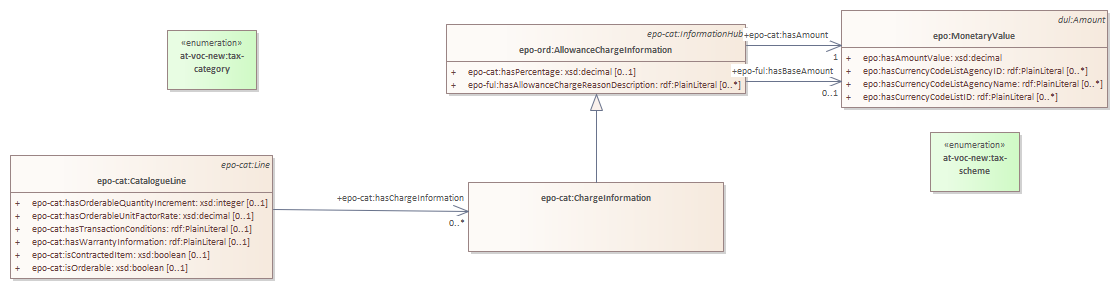 «enumeration»
at-voc-new:tax-
category
epo-cat:InformationHub
epo-ord:AllowanceChargeInformation
+ epo-cat:hasPercentage: xsd:decimal [0..1]
+ epo-ful:hasAllowanceChargeReasonDescription: rdf:PlainLiteral [0..*]
+epo-cat:hasAmount
1
+epo-ful:hasBaseAmount
0..1
dul:Amount
epo:MonetaryValue
+ epo:hasAmountValue: xsd:decimal
+ epo:hasCurrencyCodeListAgencyID: rdf:PlainLiteral [0..*]
+ epo:hasCurrencyCodeListAgencyName: rdf:PlainLiteral [0..*]
+ epo:hasCurrencyCodeListID: rdf:PlainLiteral [0..*]
«enumeration»
at-voc-new:tax-
scheme
epo-cat:Line
epo-cat:CatalogueLine
+ epo-cat:hasOrderableQuantityIncrement: xsd:integer [0..1]
+ epo-cat:hasOrderableUnitFactorRate: xsd:decimal [0..1]
+ epo-cat:hasTransactionConditions: rdf:PlainLiteral [0..1]
+ epo-cat:hasWarrantyInformation: rdf:PlainLiteral [0..1]
+ epo-cat:isContractedItem: xsd:boolean [0..1]
+ epo-cat:isOrderable: xsd:boolean [0..1]
+epo-cat:hasChargeInformation
0..*
epo-cat:ChargeInformation